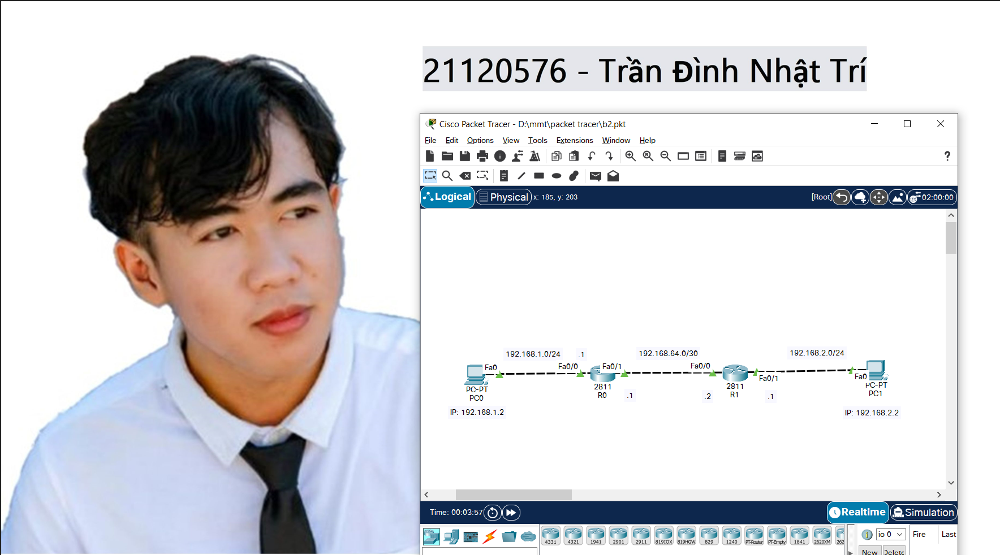 21120576 - Trần Đình Nhật Trí
Cisco Packet Tracer - D:\mmt\packet tracer\b2.pkt
File Edit Options View Tools Extensions Window Help
Logical Physical x: 185, y: 203 [Root] 02:00:00
192.168.1.0/24 .1 192.168.64.0/30 192.168.2.0/24
Fa0 Fa0/0 Fa0/1 Fa0/0 Fa0/1 Fa0
PC-PT 2811 2811 PC-PT
PC0 R0 .1 .2 R1 .1 PC1
IP: 192.168.1.2 IP: 192.168.2.2
Time: 00:03:57 Realtime Simulation
4331 4321 1941 2901 2911 819IOX 819HGW 829 1240 PT-Router PT-Empty 1841 2620XM 262
io 0 Fire Last
New Delete